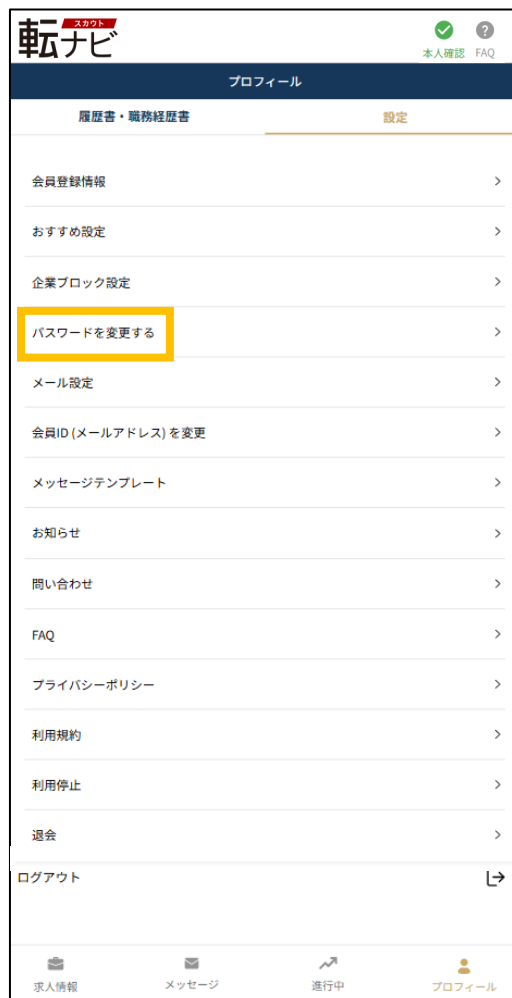 スカウト
転ナビ
本人確認 FAQ
プロフィール
履歴書・職務経歴書 設定
会員登録情報
おすすめ設定
企業ブロック設定
パスワードを変更する
メール設定
会員ID (メールアドレス) を変更
メッセージテンプレート
お知らせ
問い合わせ
FAQ
プライバシーポリシー
利用規約
利用停止
退会
ログアウト
求人情報 メッセージ 進行中 プロフィール